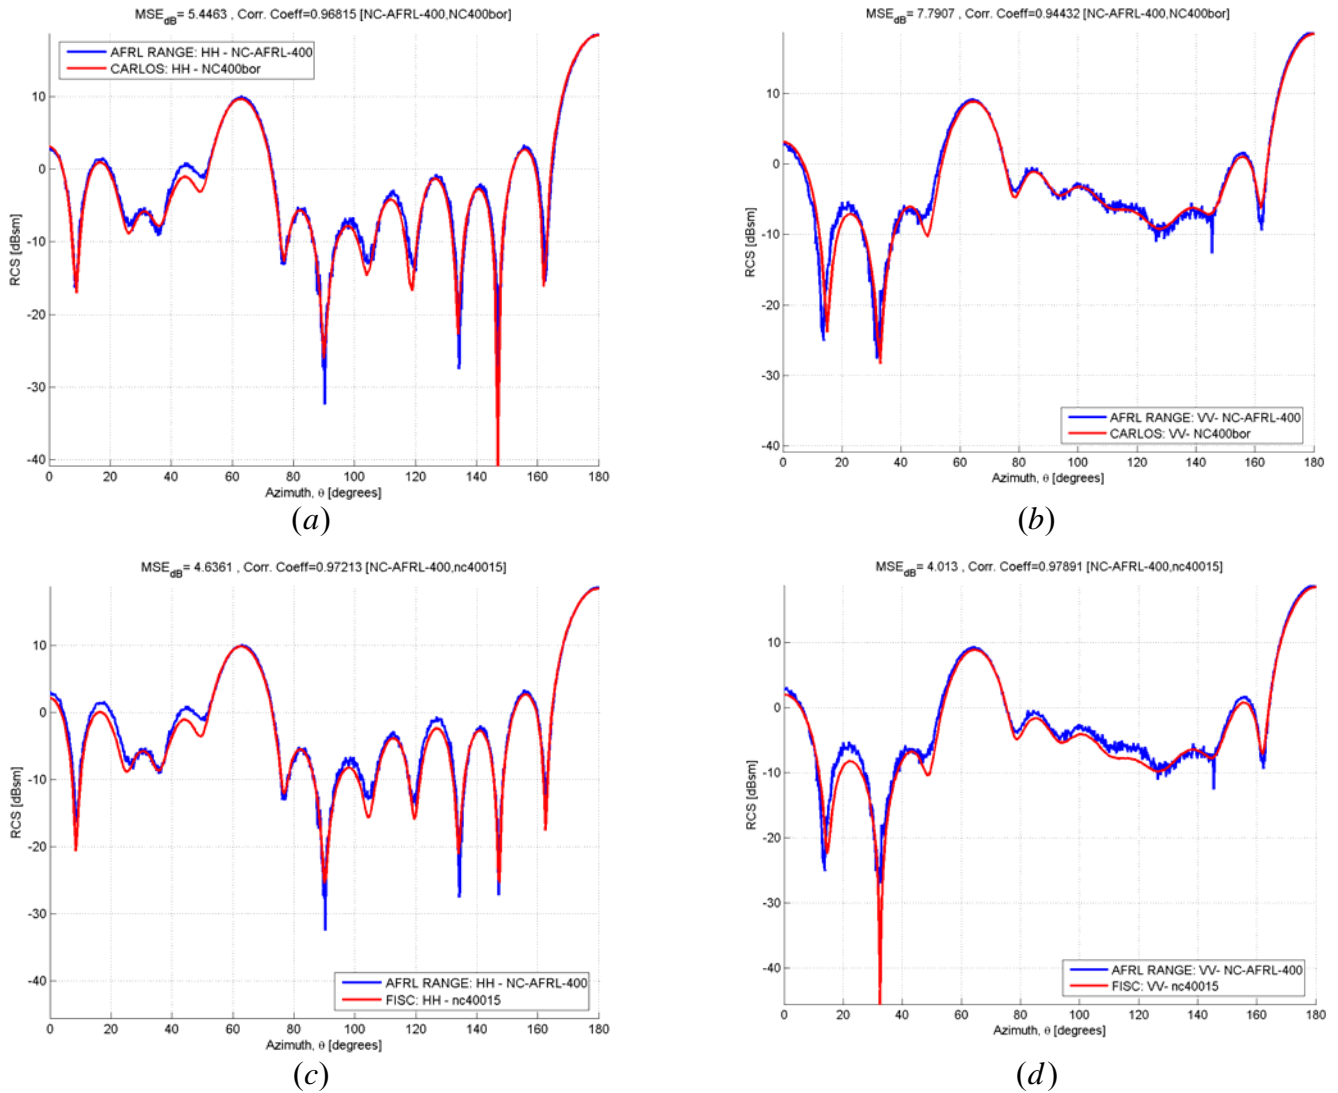 MSE_dB= 5.4463 , Corr. Coeff=0.96815 [NC-AFRL-400,NC400bor]
AFRL RANGE: HH - NC-AFRL-400
CARLOS: HH - NC400bor
10
0
-10
-20
-30
-40
RCS [dBsm]
0 20 40 60 80 100 120 140 160 180
Azimuth, θ [degrees]
(a)
MSE_dB= 7.7907 , Corr. Coeff=0.94432 [NC-AFRL-400,NC400bor]
10
0
-10
-20
-30
-40
RCS [dBsm]
AFRL RANGE: VV- NC-AFRL-400
CARLOS: VV- NC400bor
0 20 40 60 80 100 120 140 160 180
Azimuth, θ [degrees]
(b)
MSE_dB= 4.6361 , Corr. Coeff=0.97213 [NC-AFRL-400,nc40015]
10
0
-10
-20
-30
-40
RCS [dBsm]
AFRL RANGE: HH - NC-AFRL-400
FISC: HH - nc40015
0 20 40 60 80 100 120 140 160 180
Azimuth, θ [degrees]
(c)
MSE_dB= 4.013 , Corr. Coeff=0.97891 [NC-AFRL-400,nc40015]
10
0
-10
-20
-30
-40
RCS [dBsm]
AFRL RANGE: VV- NC-AFRL-400
FISC: VV- nc40015
0 20 40 60 80 100 120 140 160 180
Azimuth, θ [degrees]
(d)